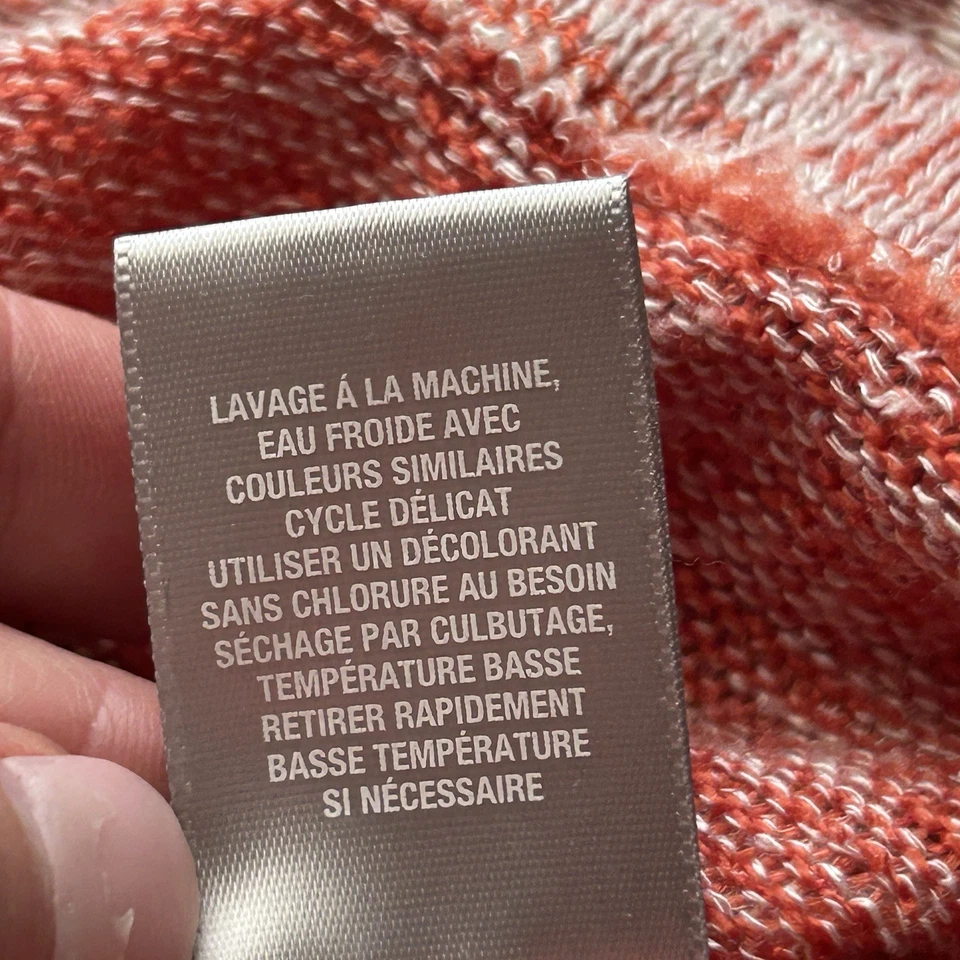 LAVAGE Á LA MACHINE,
EAU FROIDE AVEC
COULEURS SIMILAIRES
CYCLE DÉLICAT
UTILISER UN DÉCOLORANT
SANS CHLORURE AU BESOIN
SÉCHAGE PAR CULBUTAGE,
TEMPÉRATURE BASSE
RETIRER RAPIDEMENT
BASSE TEMPÉRATURE
SI NÉCESSAIRE